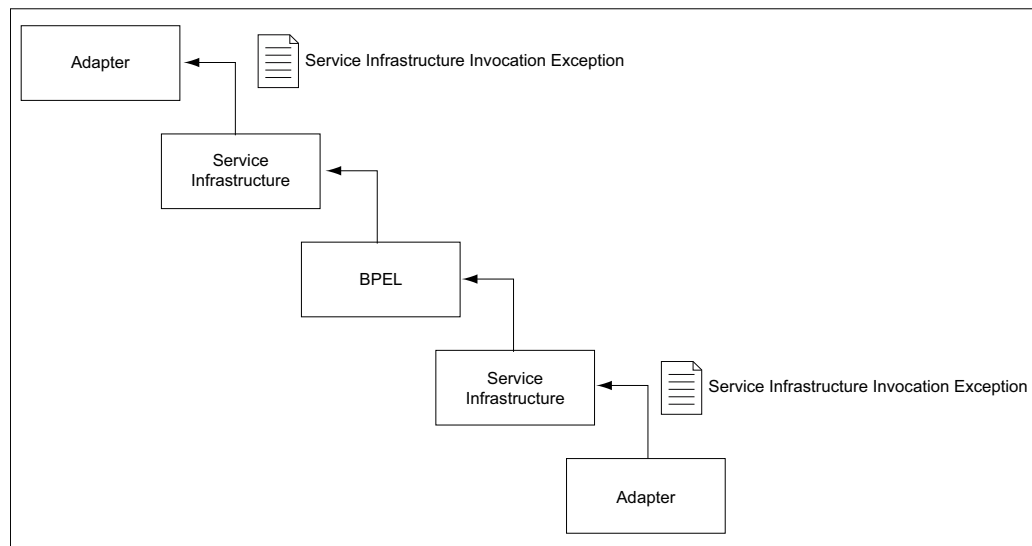 Adapter
Service Infrastructure Invocation Exception
Service
Infrastructure
BPEL
Service
Infrastructure
Service Infrastructure Invocation Exception
Adapter